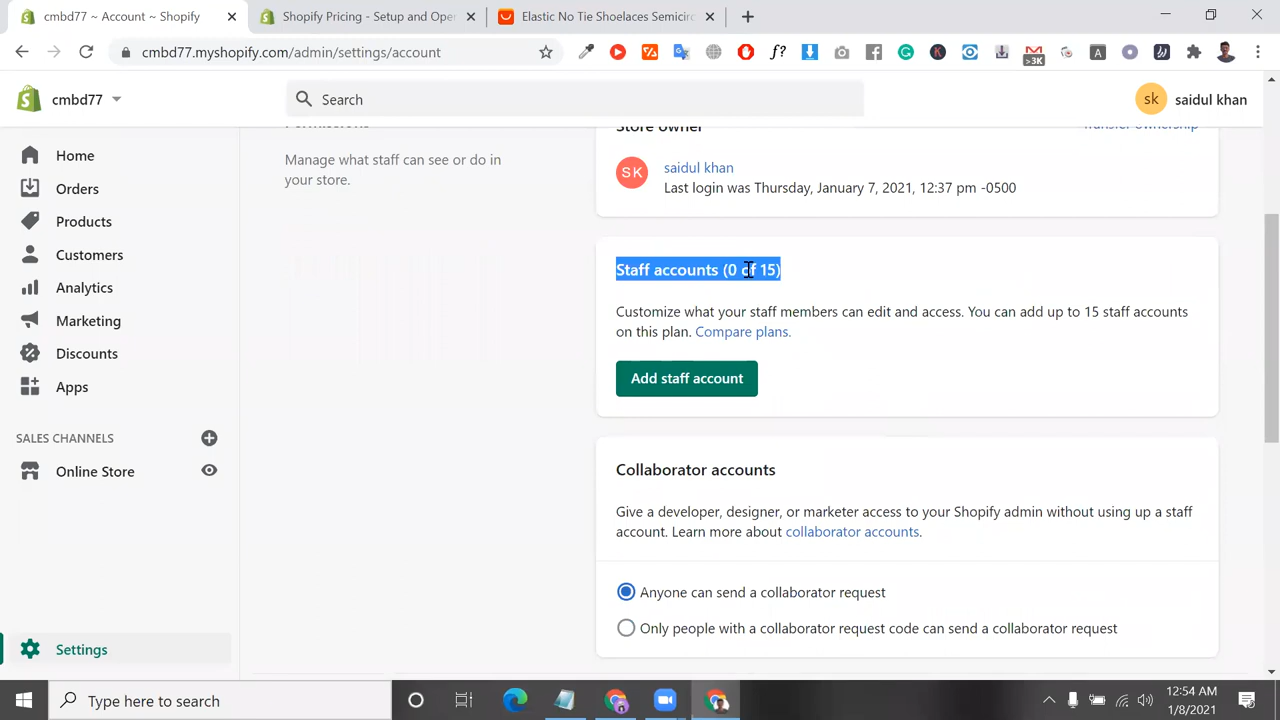 cmbd77 ~ Account ~ Shopify
Shopify Pricing - Setup and Oper
Elastic No Tie Shoelaces Semicirc
cmbd77.myshopify.com/admin/settings/account
>3K
cmbd77
Search
sk
saidul khan
Home
Orders
Products
Customers
Analytics
Marketing
Discounts
Apps
SALES CHANNELS
Online Store
Settings
Permissions
Manage what staff can see or do in
your store.
Store owner
Transfer ownership
SK
saidul khan
Last login was Thursday, January 7, 2021, 12:37 pm -0500
Staff accounts (0 of 15)
Customize what your staff members can edit and access. You can add up to 15 staff accounts
on this plan. Compare plans.
Add staff account
Collaborator accounts
Give a developer, designer, or marketer access to your Shopify admin without using up a staff
account. Learn more about collaborator accounts.
Anyone can send a collaborator request
Only people with a collaborator request code can send a collaborator request
Type here to search
12:54 AM
1/8/2021